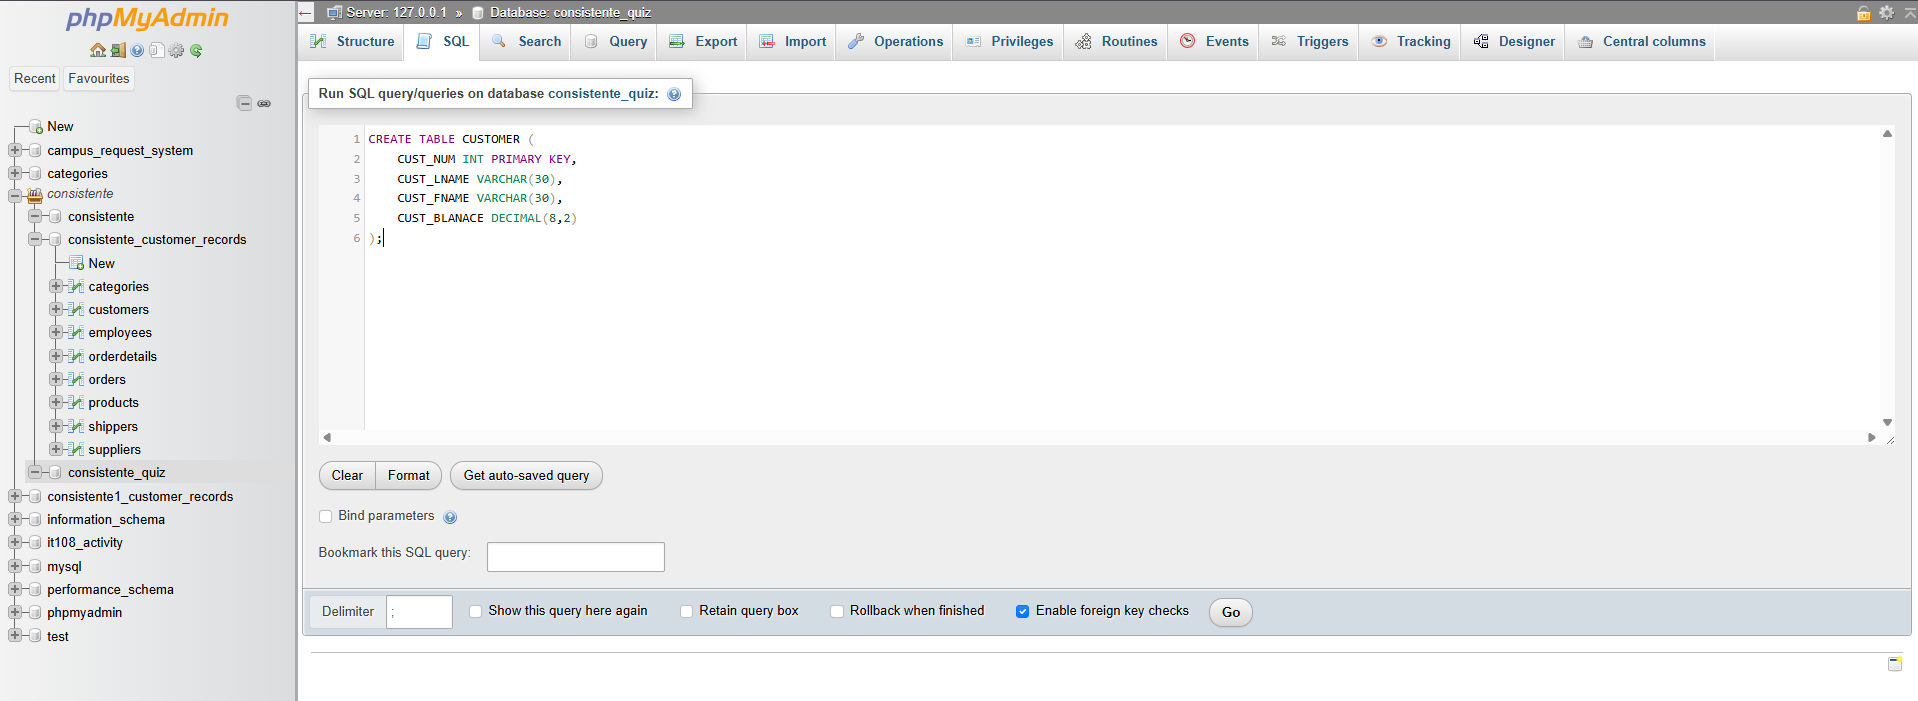 phpMyAdmin
Recent Favourites
New
campus_request_system
categories
consistente
consistente
consistente_customer_records
New
categories
customers
employees
orderdetails
orders
products
shippers
suppliers
consistente_quiz
consistente1_customer_records
information_schema
it108_activity
mysql
performance_schema
phpmyadmin
test
Server: 127.0.0.1 » Database: consistente_quiz
Structure SQL Search Query Export Import Operations Privileges Routines Events Triggers Tracking Designer Central columns
Run SQL query/queries on database consistente_quiz:
1 CREATE TABLE CUSTOMER (
2 CUST_NUM INT PRIMARY KEY,
3 CUST_LNAME VARCHAR(30),
4 CUST_FNAME VARCHAR(30),
5 CUST_BLANACE DECIMAL(8,2)
6 );
Clear Format Get auto-saved query
Bind parameters
Bookmark this SQL query:
Delimiter ; Show this query here again Retain query box Rollback when finished Enable foreign key checks Go